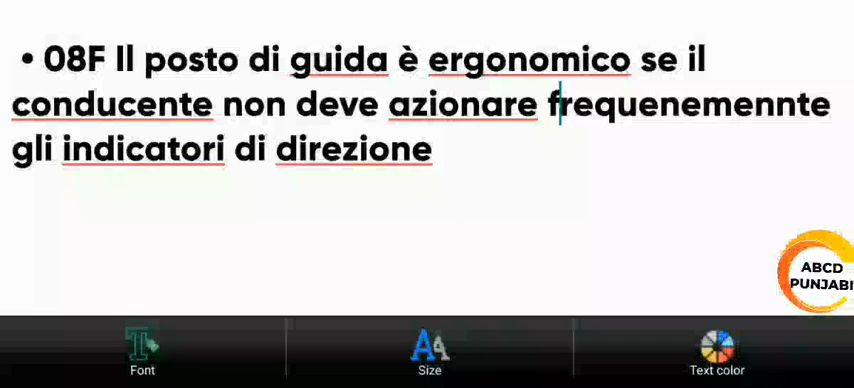 • 08F Il posto di guida è ergonomico se il
conducente non deve azionare frequenemennte
gli indicatori di direzione
ABCD
PUNJABI
Font
Size
Text color